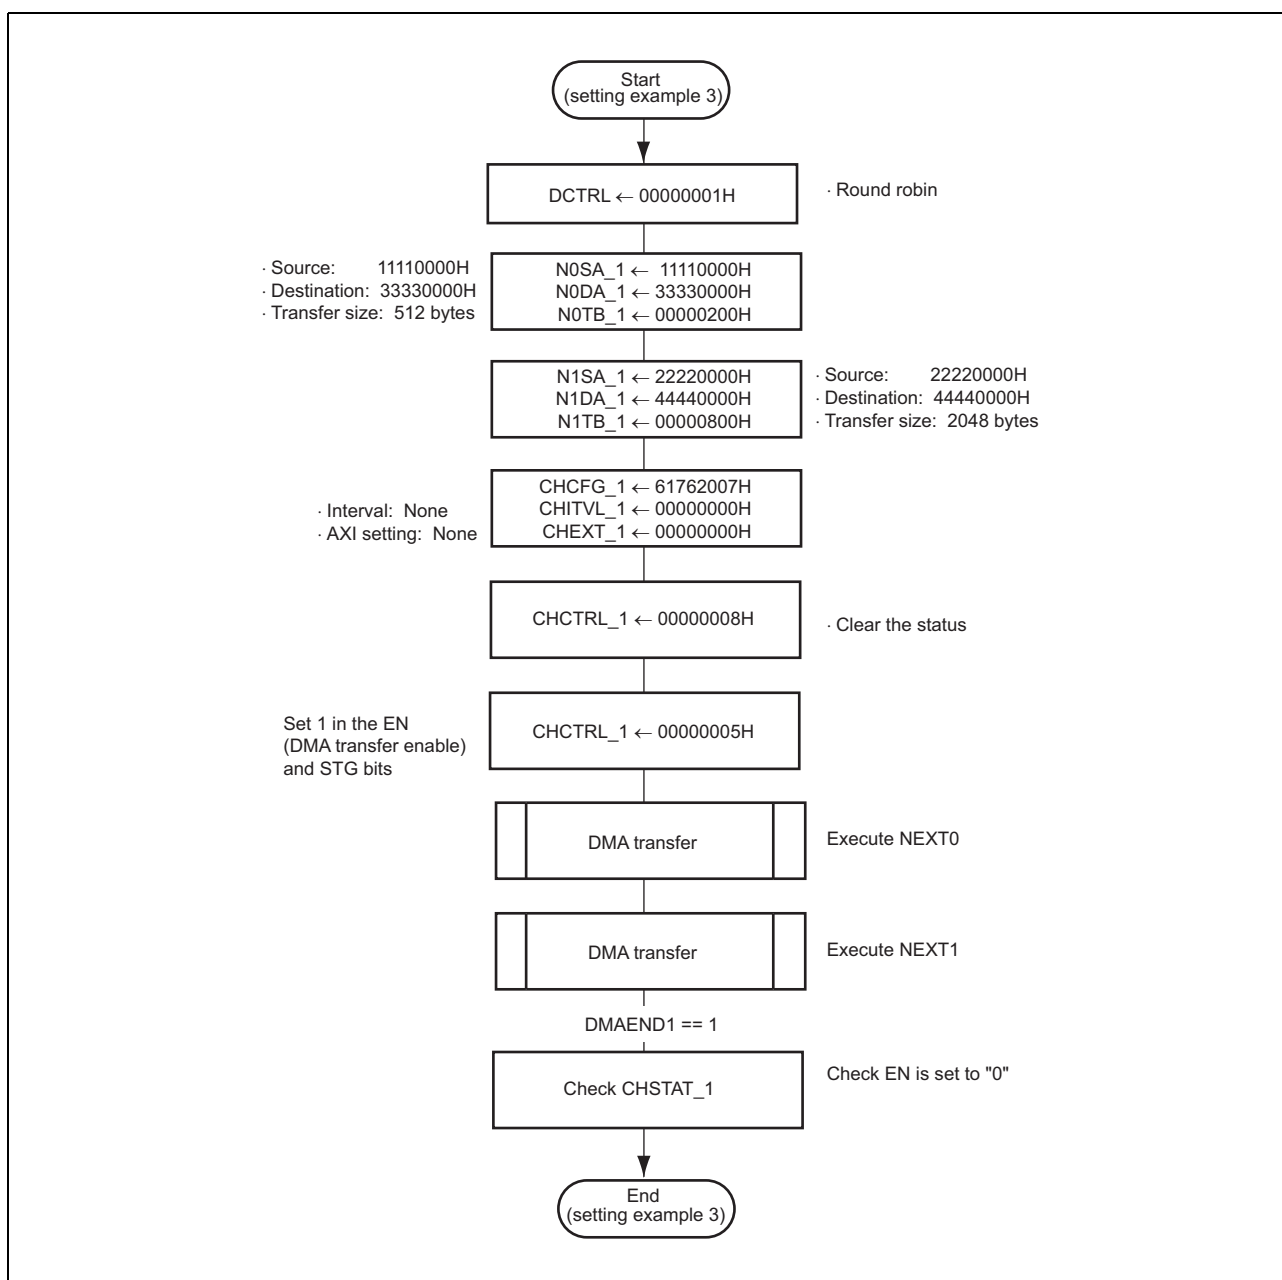 Start
(setting example 3)
DCTRL ← 00000001H
· Round robin
· Source: 11110000H
· Destination: 33330000H
· Transfer size: 512 bytes
N0SA_1 ← 11110000H
N0DA_1 ← 33330000H
N0TB_1 ← 00000200H
N1SA_1 ← 22220000H
N1DA_1 ← 44440000H
N1TB_1 ← 00000800H
· Source: 22220000H
· Destination: 44440000H
· Transfer size: 2048 bytes
· Interval: None
· AXI setting: None
CHCFG_1 ← 61762007H
CHITVL_1 ← 00000000H
CHEXT_1 ← 00000000H
CHCTRL_1 ← 00000008H
· Clear the status
Set 1 in the EN
(DMA transfer enable)
and STG bits
CHCTRL_1 ← 00000005H
DMA transfer
Execute NEXT0
DMA transfer
Execute NEXT1
DMAEND1 == 1
Check CHSTAT_1
Check EN is set to "0"
End
(setting example 3)